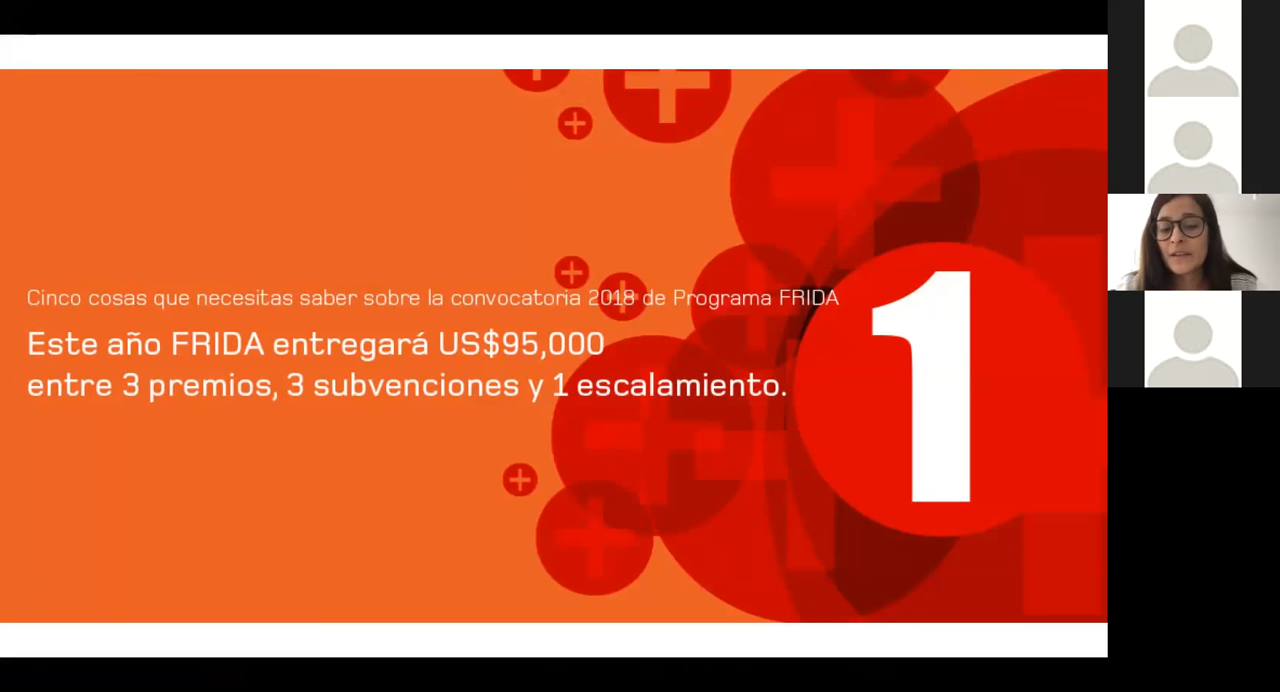 Cinco cosas que necesitas saber sobre la convocatoria 2018 de Programa FRIDA
Este año FRIDA entregará US$95,000
entre 3 premios, 3 subvenciones y 1 escalamiento.
1